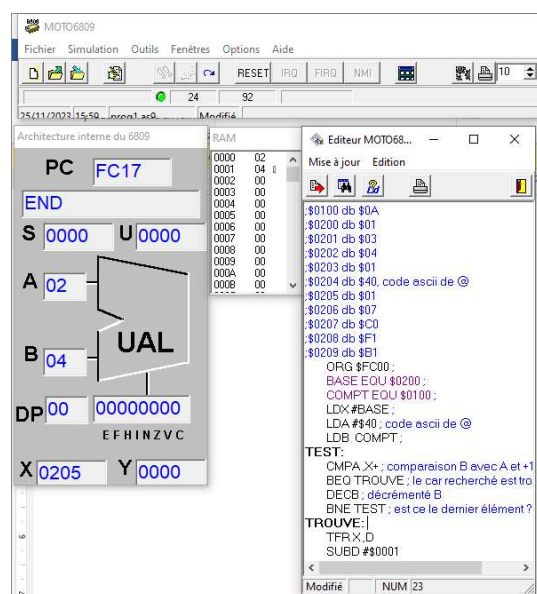 MOTO6809
Fichier Simulation Outils Fenêtres Options Aide
RESET IRQ FIRQ NMI 10
24 92
25/11/2023 15:59 prog1.as9 Modifié
Architecture interne du 6809
PC FC17
END
S 0000 U 0000
A 02
B 04
UAL
DP 00 00000000
EFHINZVC
X 0205 Y 0000
RAM
0000 02
0001 04
0002 00
0003 00
0004 00
0005 00
0006 00
0007 00
0008 00
0009 00
000A 00
000B 00
Editeur MOTO68...
Mise à jour Edition
;$0100 db $0A
;$0200 db $01
;$0201 db $03
;$0202 db $04
;$0203 db $01
;$0204 db $40, code ascii de @
;$0205 db $01
;$0206 db $07
;$0207 db $C0
;$0208 db $F1
;$0209 db $B1
ORG $FC00 ;
BASE EQU $0200 ;
COMPT EQU $0100 ;
LDX #BASE ;
LDA #$40 ; code ascii de @
LDB COMPT ;
TEST:
CMPA ,X+ ; comparaison B avec A et +1
BEQ TROUVE ; le car recherché est tro
DECB ; décrémenté B
BNE TEST ; est ce le dernier élément ?
TROUVE:
TFR X,D
SUBD #$0001
Modifié NUM 23